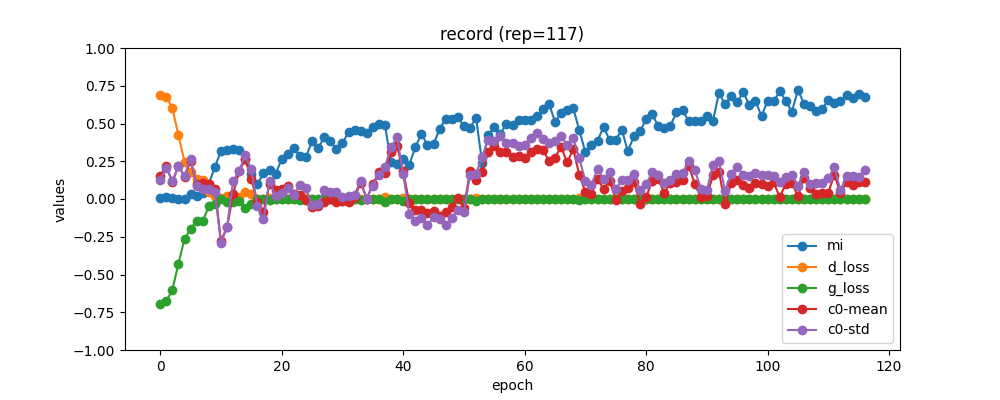 record (rep=117)
1.00
0.75
0.50
0.25
0.00
−0.25
−0.50
−0.75
−1.00
values
0 20 40 60 80 100 120
epoch
mi
d_loss
g_loss
c0-mean
c0-std